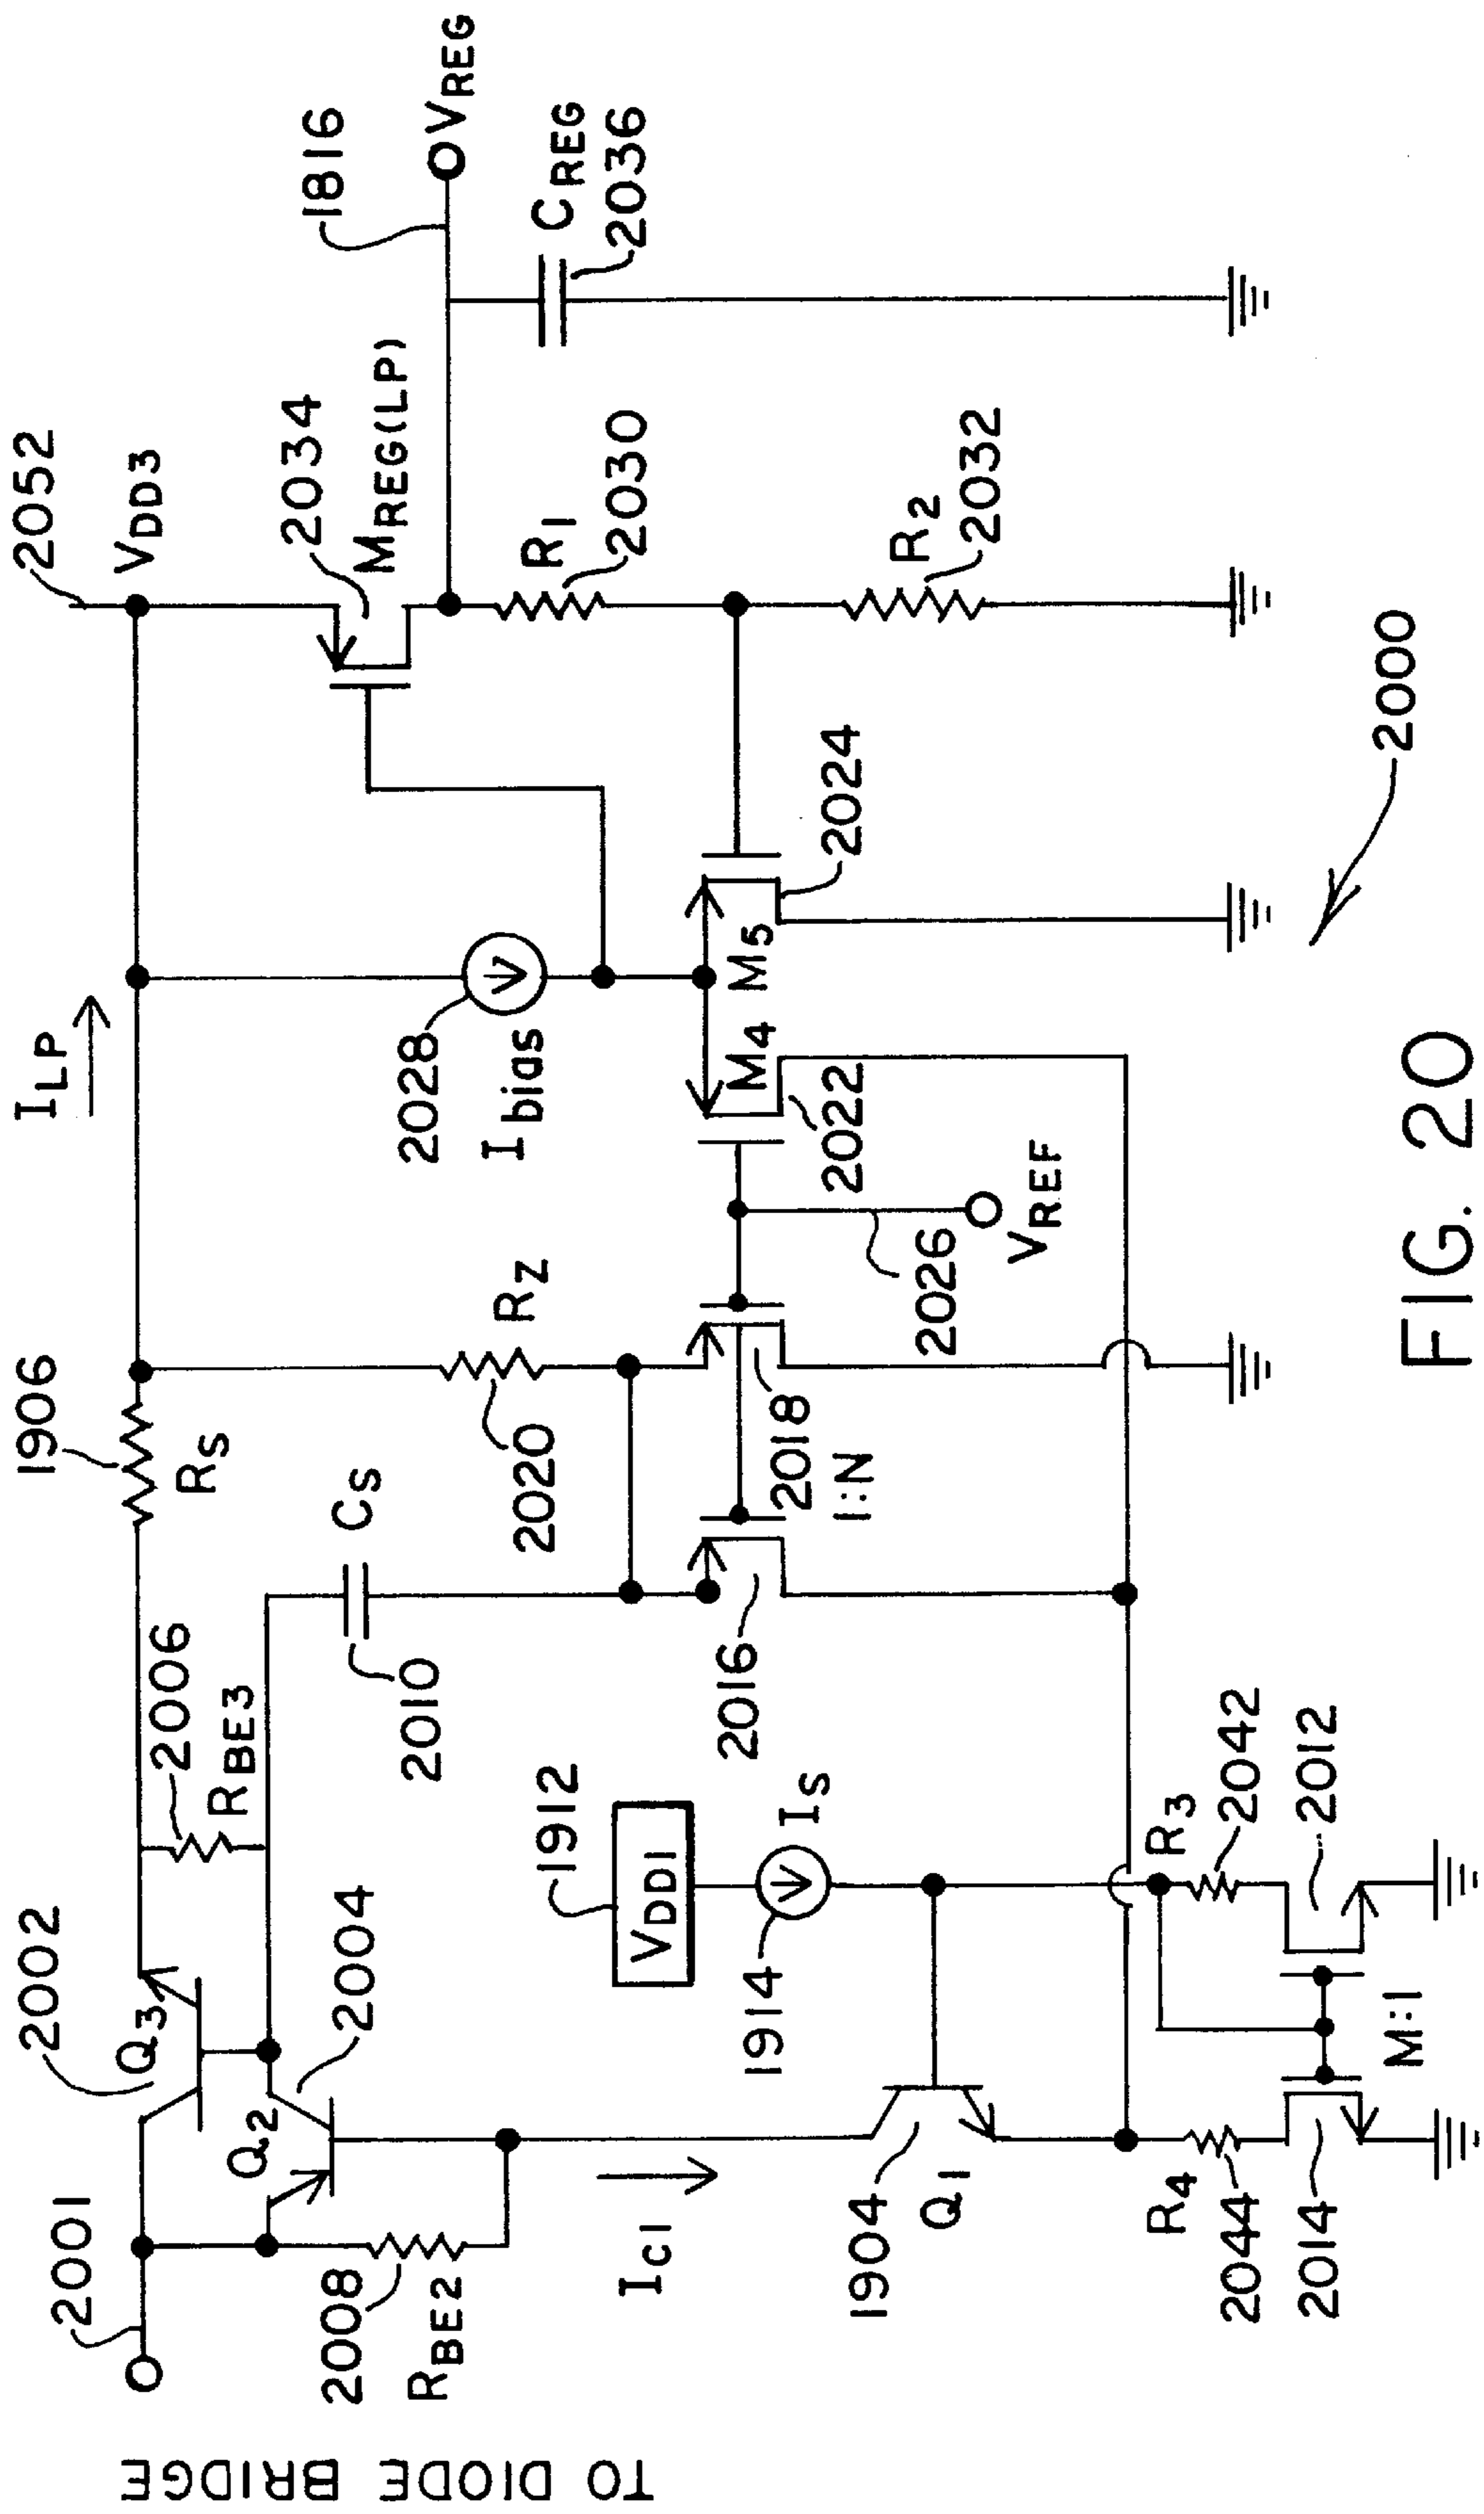 TO DIODE BRIDGE
2001
2002
Q3
2006
RBE3
1906
RS
ILP
2052
VDD3
2008
RBE2
Q2
2004
CS
2010
RZ
2020
2028
Ibias
2034
MREG(LP)
1816
VREG
CREG
2036
IC1
1912
VDD1
1914
IS
2016
2018
1:N
M4
M5
2022
2024
R1
2030
1904
Q1
2026
VREF
R2
2032
R4
2044
2014
R3
2042
2012
M:1
2000
FIG. 20